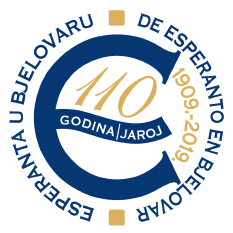 ESPERANTA U BJELOVARU
DE ESPERANTO EN BJELOVAR
110
GODINA|JAROJ
1909.-2019.